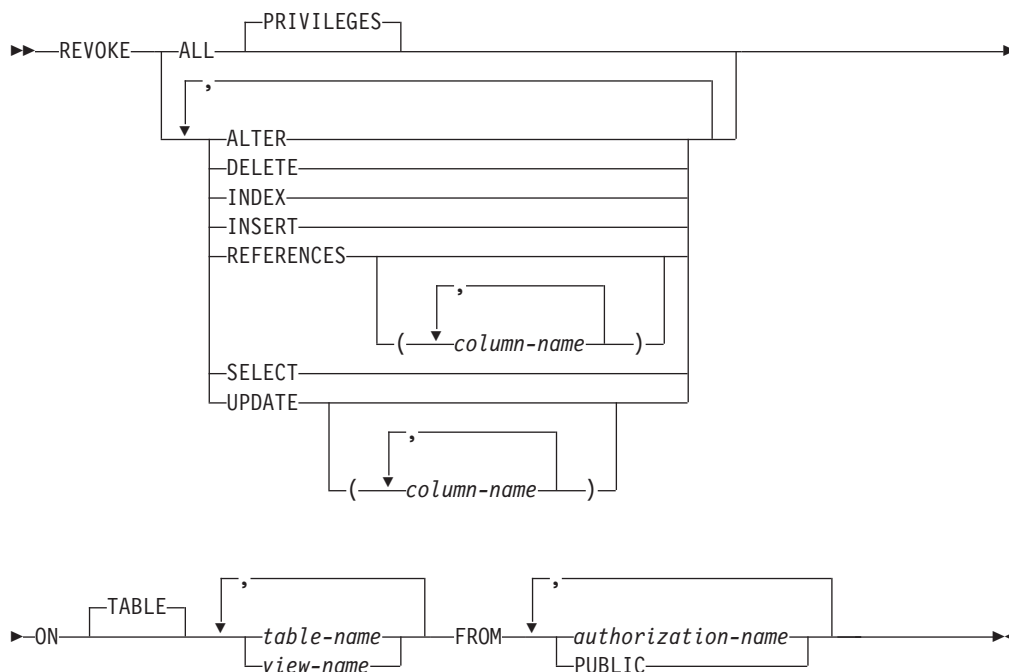 PRIVILEGES
REVOKE ALL
,
ALTER
DELETE
INDEX
INSERT
REFERENCES
,
( column-name )
SELECT
UPDATE
,
( column-name )
TABLE , ,
ON table-name FROM authorization-name
view-name PUBLIC